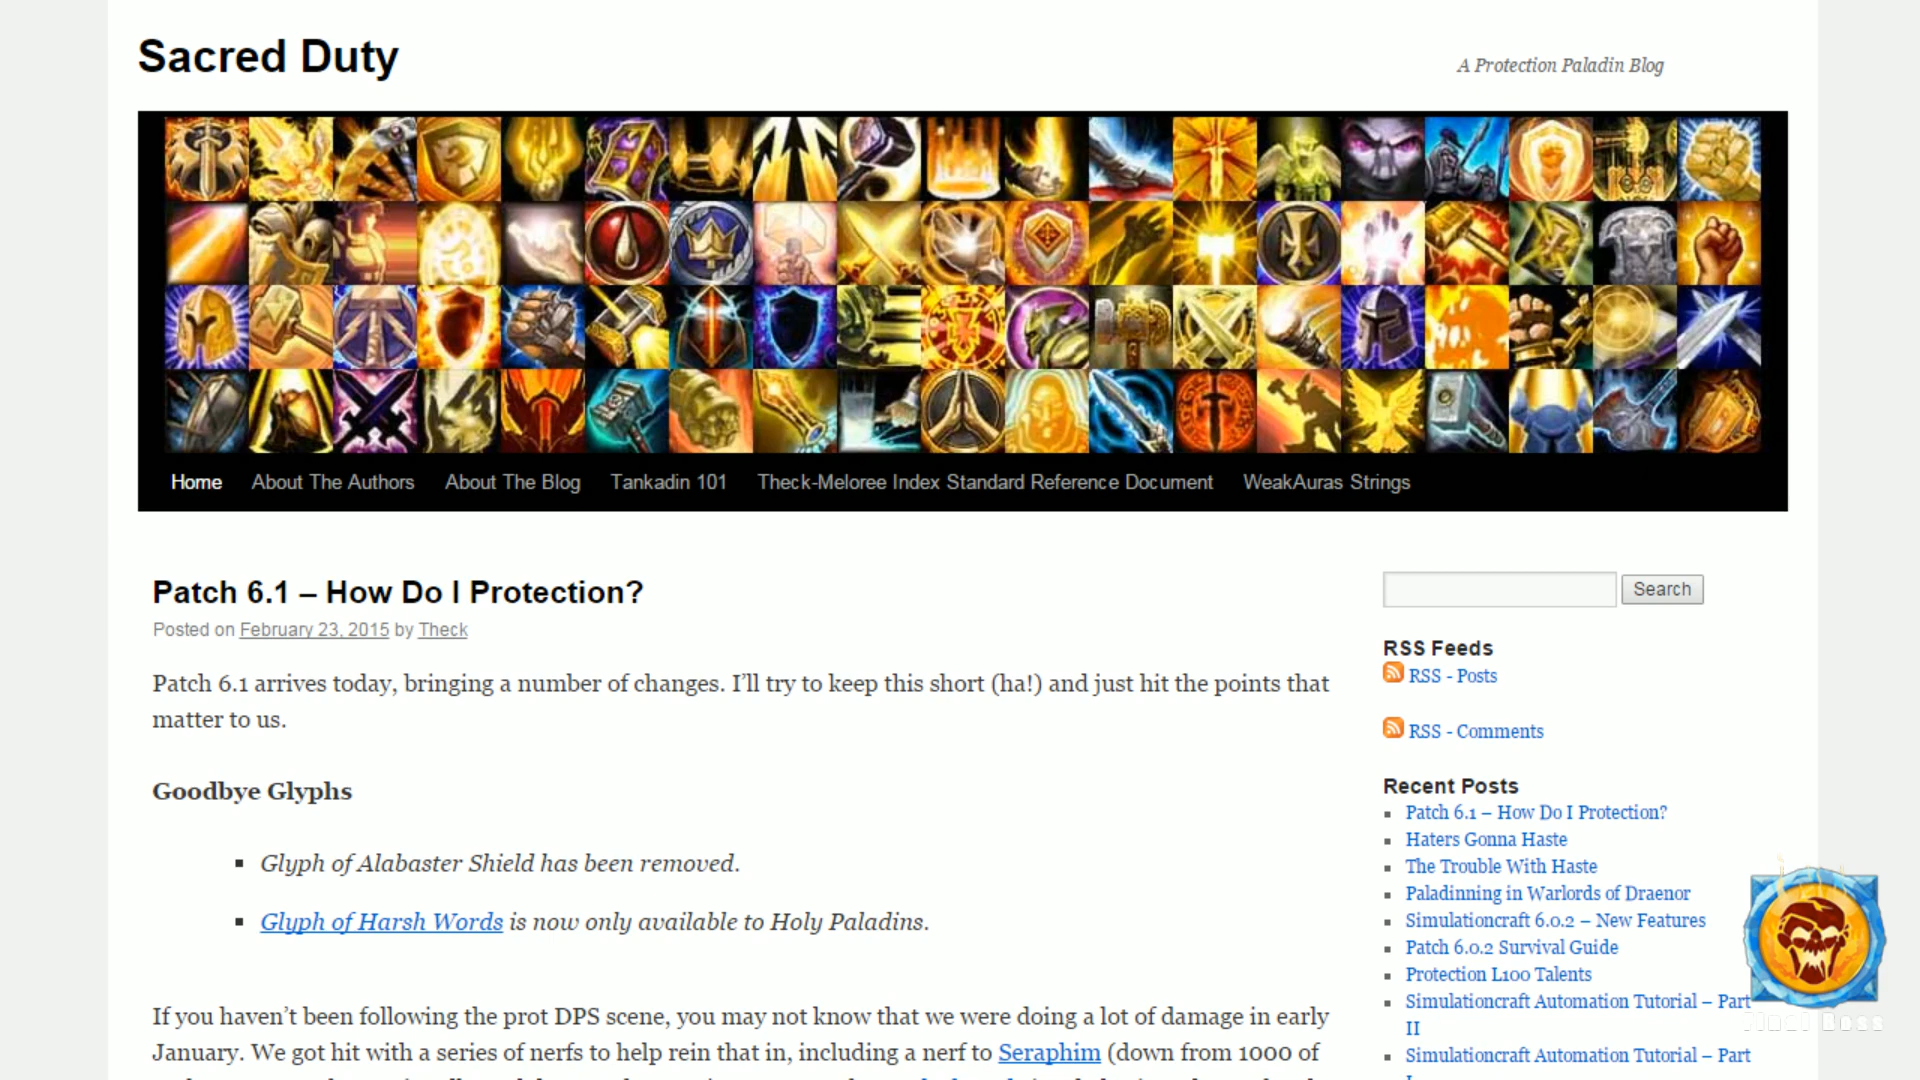 Sacred Duty
A Protection Paladin Blog
Home About The Authors About The Blog Tankadin 101 Theck-Meloree Index Standard Reference Document WeakAuras Strings
Patch 6.1 – How Do I Protection?
Posted on February 23, 2015 by Theck
Patch 6.1 arrives today, bringing a number of changes. I’ll try to keep this short (ha!) and just hit the points that
matter to us.
Goodbye Glyphs
Glyph of Alabaster Shield has been removed.
Glyph of Harsh Words is now only available to Holy Paladins.
If you haven’t been following the prot DPS scene, you may not know that we were doing a lot of damage in early
January. We got hit with a series of nerfs to help rein that in, including a nerf to Seraphim (down from 1000 of
Search
RSS Feeds
RSS - Posts
RSS - Comments
Recent Posts
Patch 6.1 – How Do I Protection?
Haters Gonna Haste
The Trouble With Haste
Paladinning in Warlords of Draenor
Simulationcraft 6.0.2 – New Features
Patch 6.0.2 Survival Guide
Protection L100 Talents
Simulationcraft Automation Tutorial – Part
II
Simulationcraft Automation Tutorial – Part
Final Boss